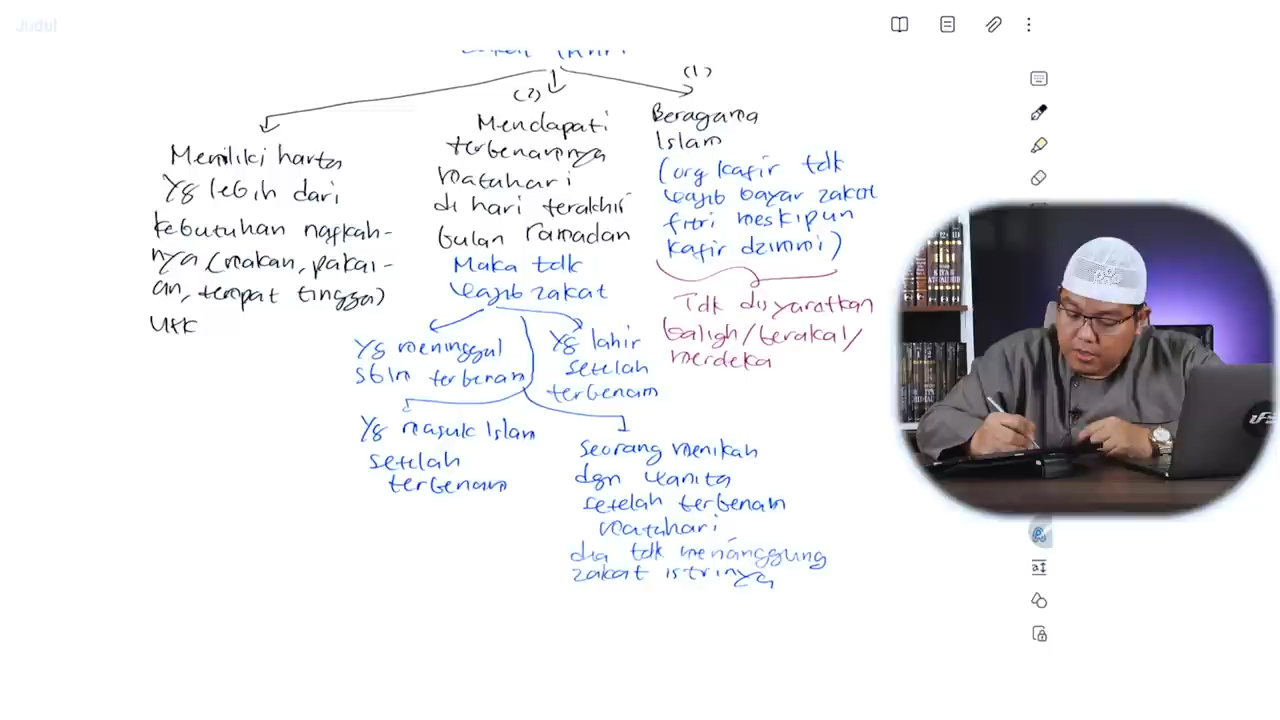 Judul
(1)
Beragama
Islam
(org kafir tdk
wajib bayar zakat
fitri meskipun
kafir dzimmi)
Tdk disyaratkan
baligh/berakal/
merdeka
(2)
Mendapati
terbenamnya
matahari
di hari terakhir
bulan ramadan
Maka tdk
wajib zakat
Yg meninggal
sblm terbenam
Yg lahir
setelah
terbenam
Yg masuk Islam
setelah
terbenam
Seorang menikah
dgn wanita
setelah terbenam
matahari
dia tdk menanggung
zakat istrinya
Memiliki harta
Yg lebih dari
kebutuhan nafkah-
nya (makan, pakai-
an, tempat tinggal)
utk